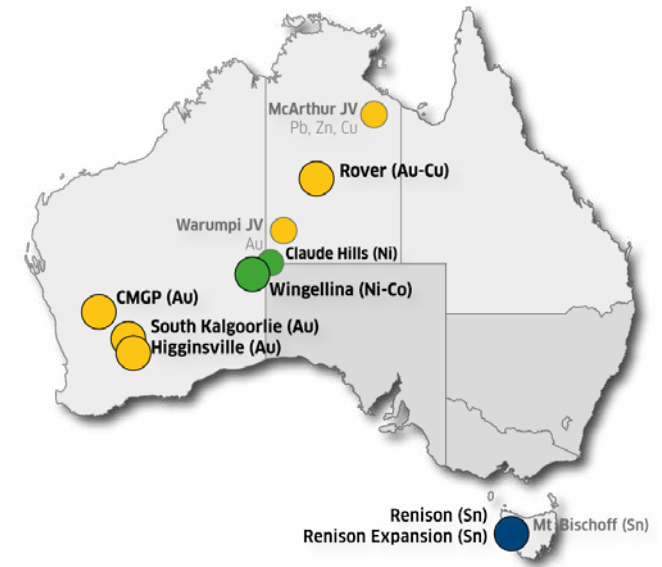 McArthur JV
Pb, Zn, Cu
Rover (Au-Cu)
Warumpi JV
Au
Claude Hills (Ni)
Wingellina (Ni-Co)
CMGP (Au)
South Kalgoorlie (Au)
Higginsville (Au)
Renison (Sn)
Mt Bischoff (Sn)
Renison Expansion (Sn)